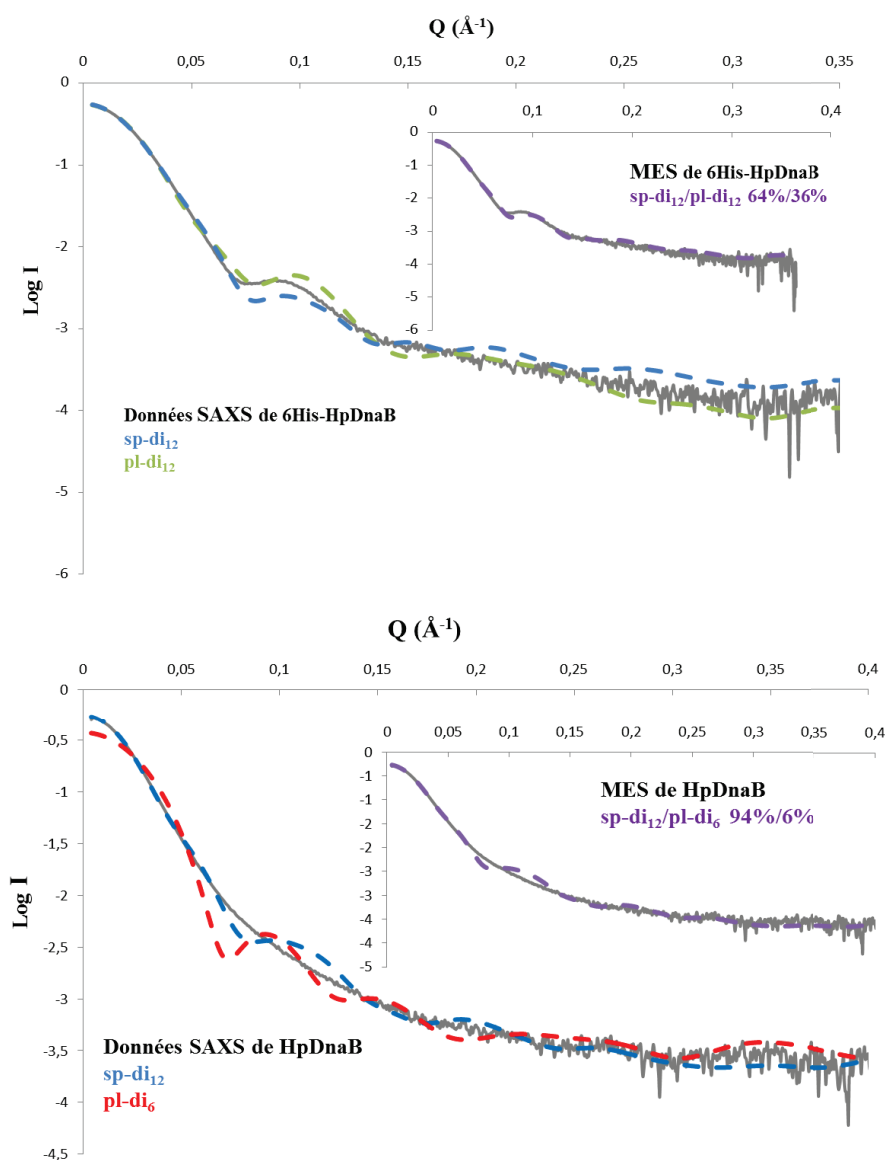 Q (Å⁻¹)
0 0,05 0,1 0,15 0,2 0,25 0,3 0,35
0
-1
-2
-3
-4
-5
-6
Log I
Données SAXS de 6His-HpDnaB
sp-di₁₂
pl-di₁₂
0 0,1 0,2 0,3 0,4
0
-1
-2
-3
-4
-5
-6
MES de 6His-HpDnaB
sp-di₁₂/pl-di₁₂ 64%/36%
Q (Å⁻¹)
0 0,05 0,1 0,15 0,2 0,25 0,3 0,35 0,4
0
-0,5
-1
-1,5
-2
-2,5
-3
-3,5
-4
-4,5
Log I
Données SAXS de HpDnaB
sp-di₁₂
pl-di₆
0 0,05 0,1 0,15 0,2 0,25 0,3 0,35 0,4
0
-1
-1
-2
-2
-3
-3
-4
-4
-5
MES de HpDnaB
sp-di₁₂/pl-di₆ 94%/6%